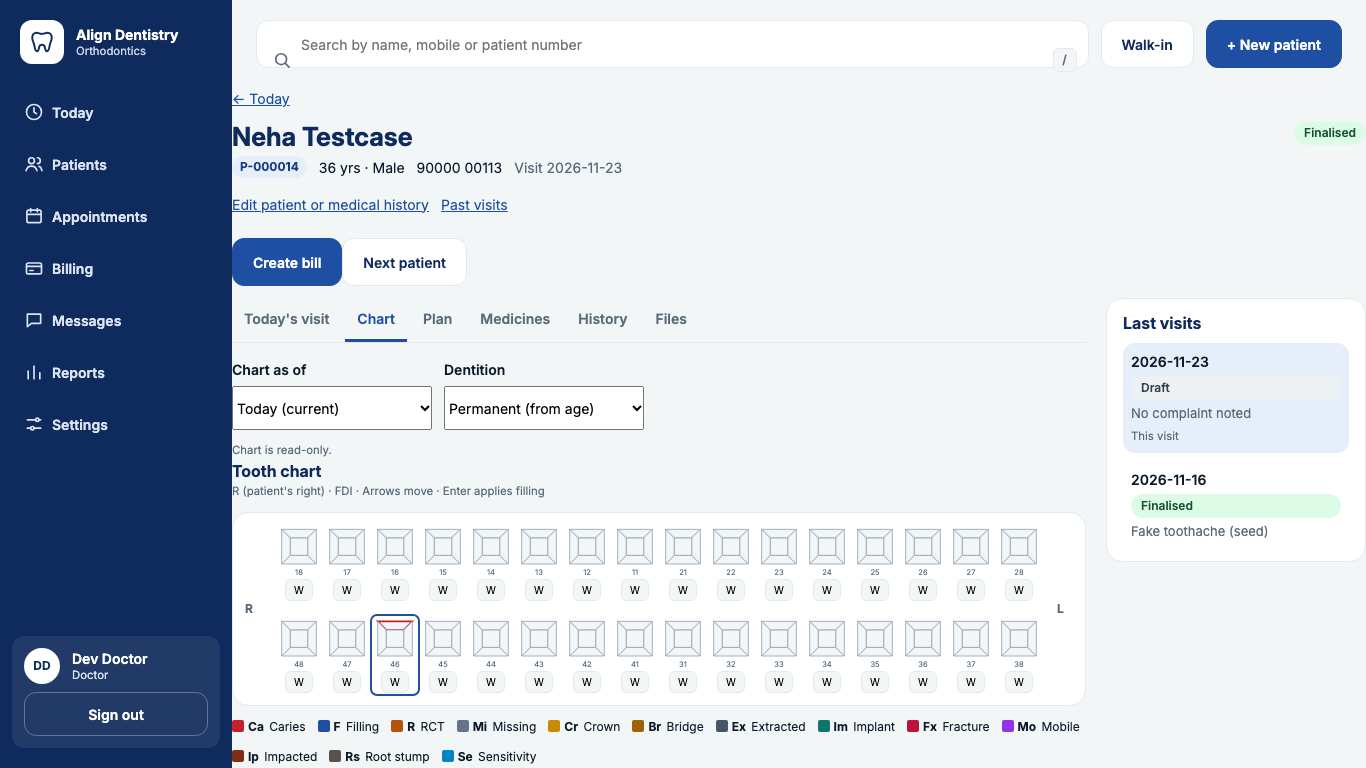 Align Dentistry
Orthodontics
Today
Patients
Appointments
Billing
Messages
Reports
Settings
DD
Dev Doctor
Doctor
Sign out
Search by name, mobile or patient number
/
Walk-in
+ New patient
← Today
Neha Testcase
Finalised
P-000014 36 yrs · Male 90000 00113 Visit 2026-11-23
Edit patient or medical history Past visits
Create bill Next patient
Today's visit Chart Plan Medicines History Files
Chart as of Dentition
Today (current) Permanent (from age)
Chart is read-only.
Tooth chart
R (patient's right) · FDI · Arrows move · Enter applies filling
18 17 16 15 14 13 12 11 21 22 23 24 25 26 27 28
W W W W W W W W W W W W W W W W
R L
48 47 46 45 44 43 42 41 31 32 33 34 35 36 37 38
W W W W W W W W W W W W W W W W
Ca Caries F Filling R RCT Mi Missing Cr Crown Br Bridge Ex Extracted Im Implant Fx Fracture Mo Mobile
Ip Impacted Rs Root stump Se Sensitivity
Last visits
2026-11-23
Draft
No complaint noted
This visit
2026-11-16
Finalised
Fake toothache (seed)